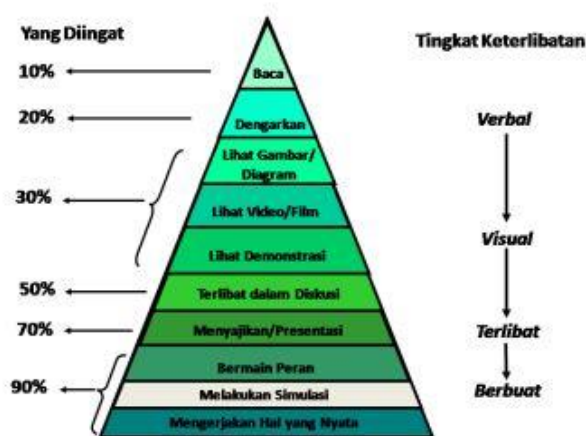 Yang Diingat
Tingkat Keterlibatan
10%
Baca
20%
Dengarkan
Verbal
Lihat Gambar/
Diagram
30%
Lihat Video/Film
Lihat Demonstrasi
Visual
50%
Terlibat dalam Diskusi
70%
Menyajikan/Presentasi
Terlibat
Bermain Peran
90%
Melakukan Simulasi
Berbuat
Mengerjakan Hal yang Nyata